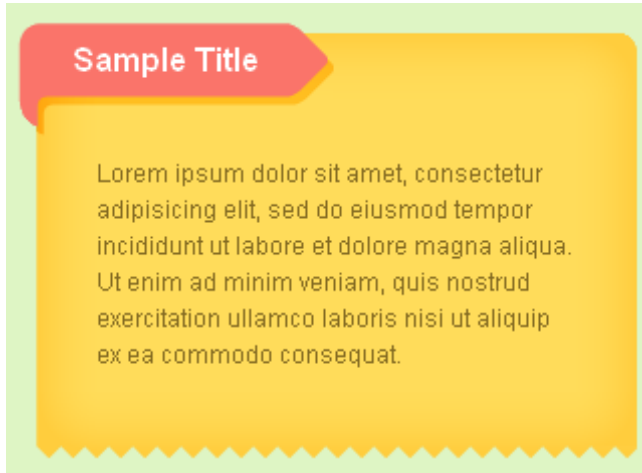 Sample Title
Lorem ipsum dolor sit amet, consectetur
adipisicing elit, sed do eiusmod tempor
incididunt ut labore et dolore magna aliqua.
Ut enim ad minim veniam, quis nostrud
exercitation ullamco laboris nisi ut aliquip
ex ea commodo consequat.